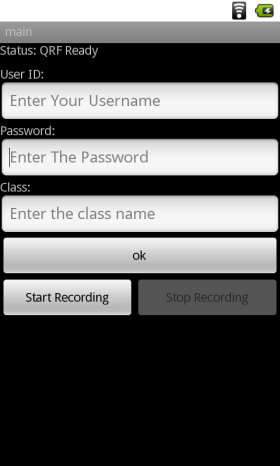 main
Status: QRF Ready
User ID:
Enter Your Username
Password:
Enter The Password
Class:
Enter the class name
ok
Start Recording Stop Recording